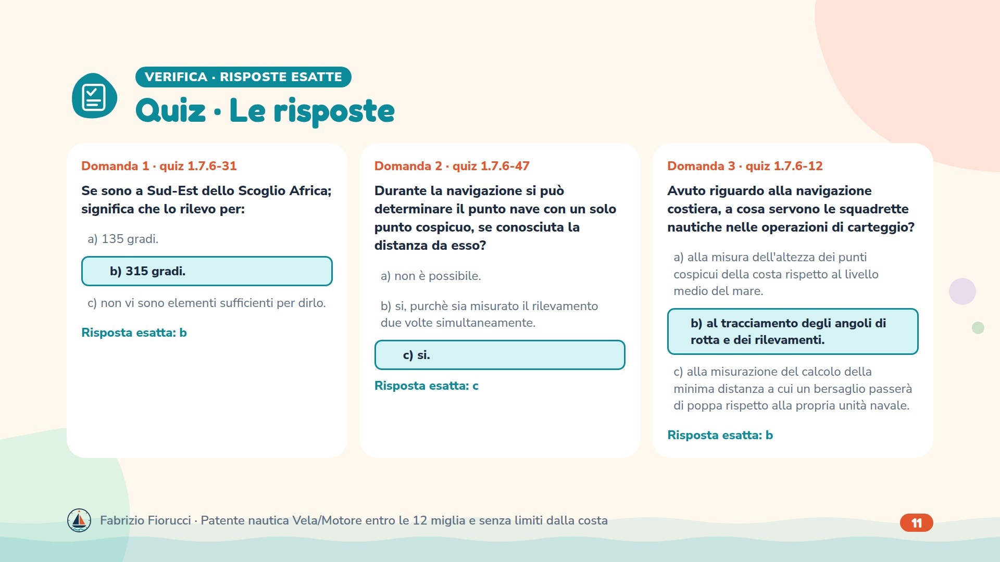 VERIFICA · RISPOSTE ESATTE
Quiz · Le risposte
Domanda 1 · quiz 1.7.6-31
Se sono a Sud-Est dello Scoglio Africa;
significa che lo rilevo per:
a) 135 gradi.
b) 315 gradi.
c) non vi sono elementi sufficienti per dirlo.
Risposta esatta: b
Domanda 2 · quiz 1.7.6-47
Durante la navigazione si può
determinare il punto nave con un solo
punto cospicuo, se conosciuta la
distanza da esso?
a) non è possibile.
b) si, purchè sia misurato il rilevamento
due volte simultaneamente.
c) si.
Risposta esatta: c
Domanda 3 · quiz 1.7.6-12
Avuto riguardo alla navigazione
costiera, a cosa servono le squadrette
nautiche nelle operazioni di carteggio?
a) alla misura dell'altezza dei punti
cospicui della costa rispetto al livello
medio del mare.
b) al tracciamento degli angoli di
rotta e dei rilevamenti.
c) alla misurazione del calcolo della
minima distanza a cui un bersaglio passerà
di poppa rispetto alla propria unità navale.
Risposta esatta: b
Fabrizio Fiorucci · Patente nautica Vela/Motore entro le 12 miglia e senza limiti dalla costa
11